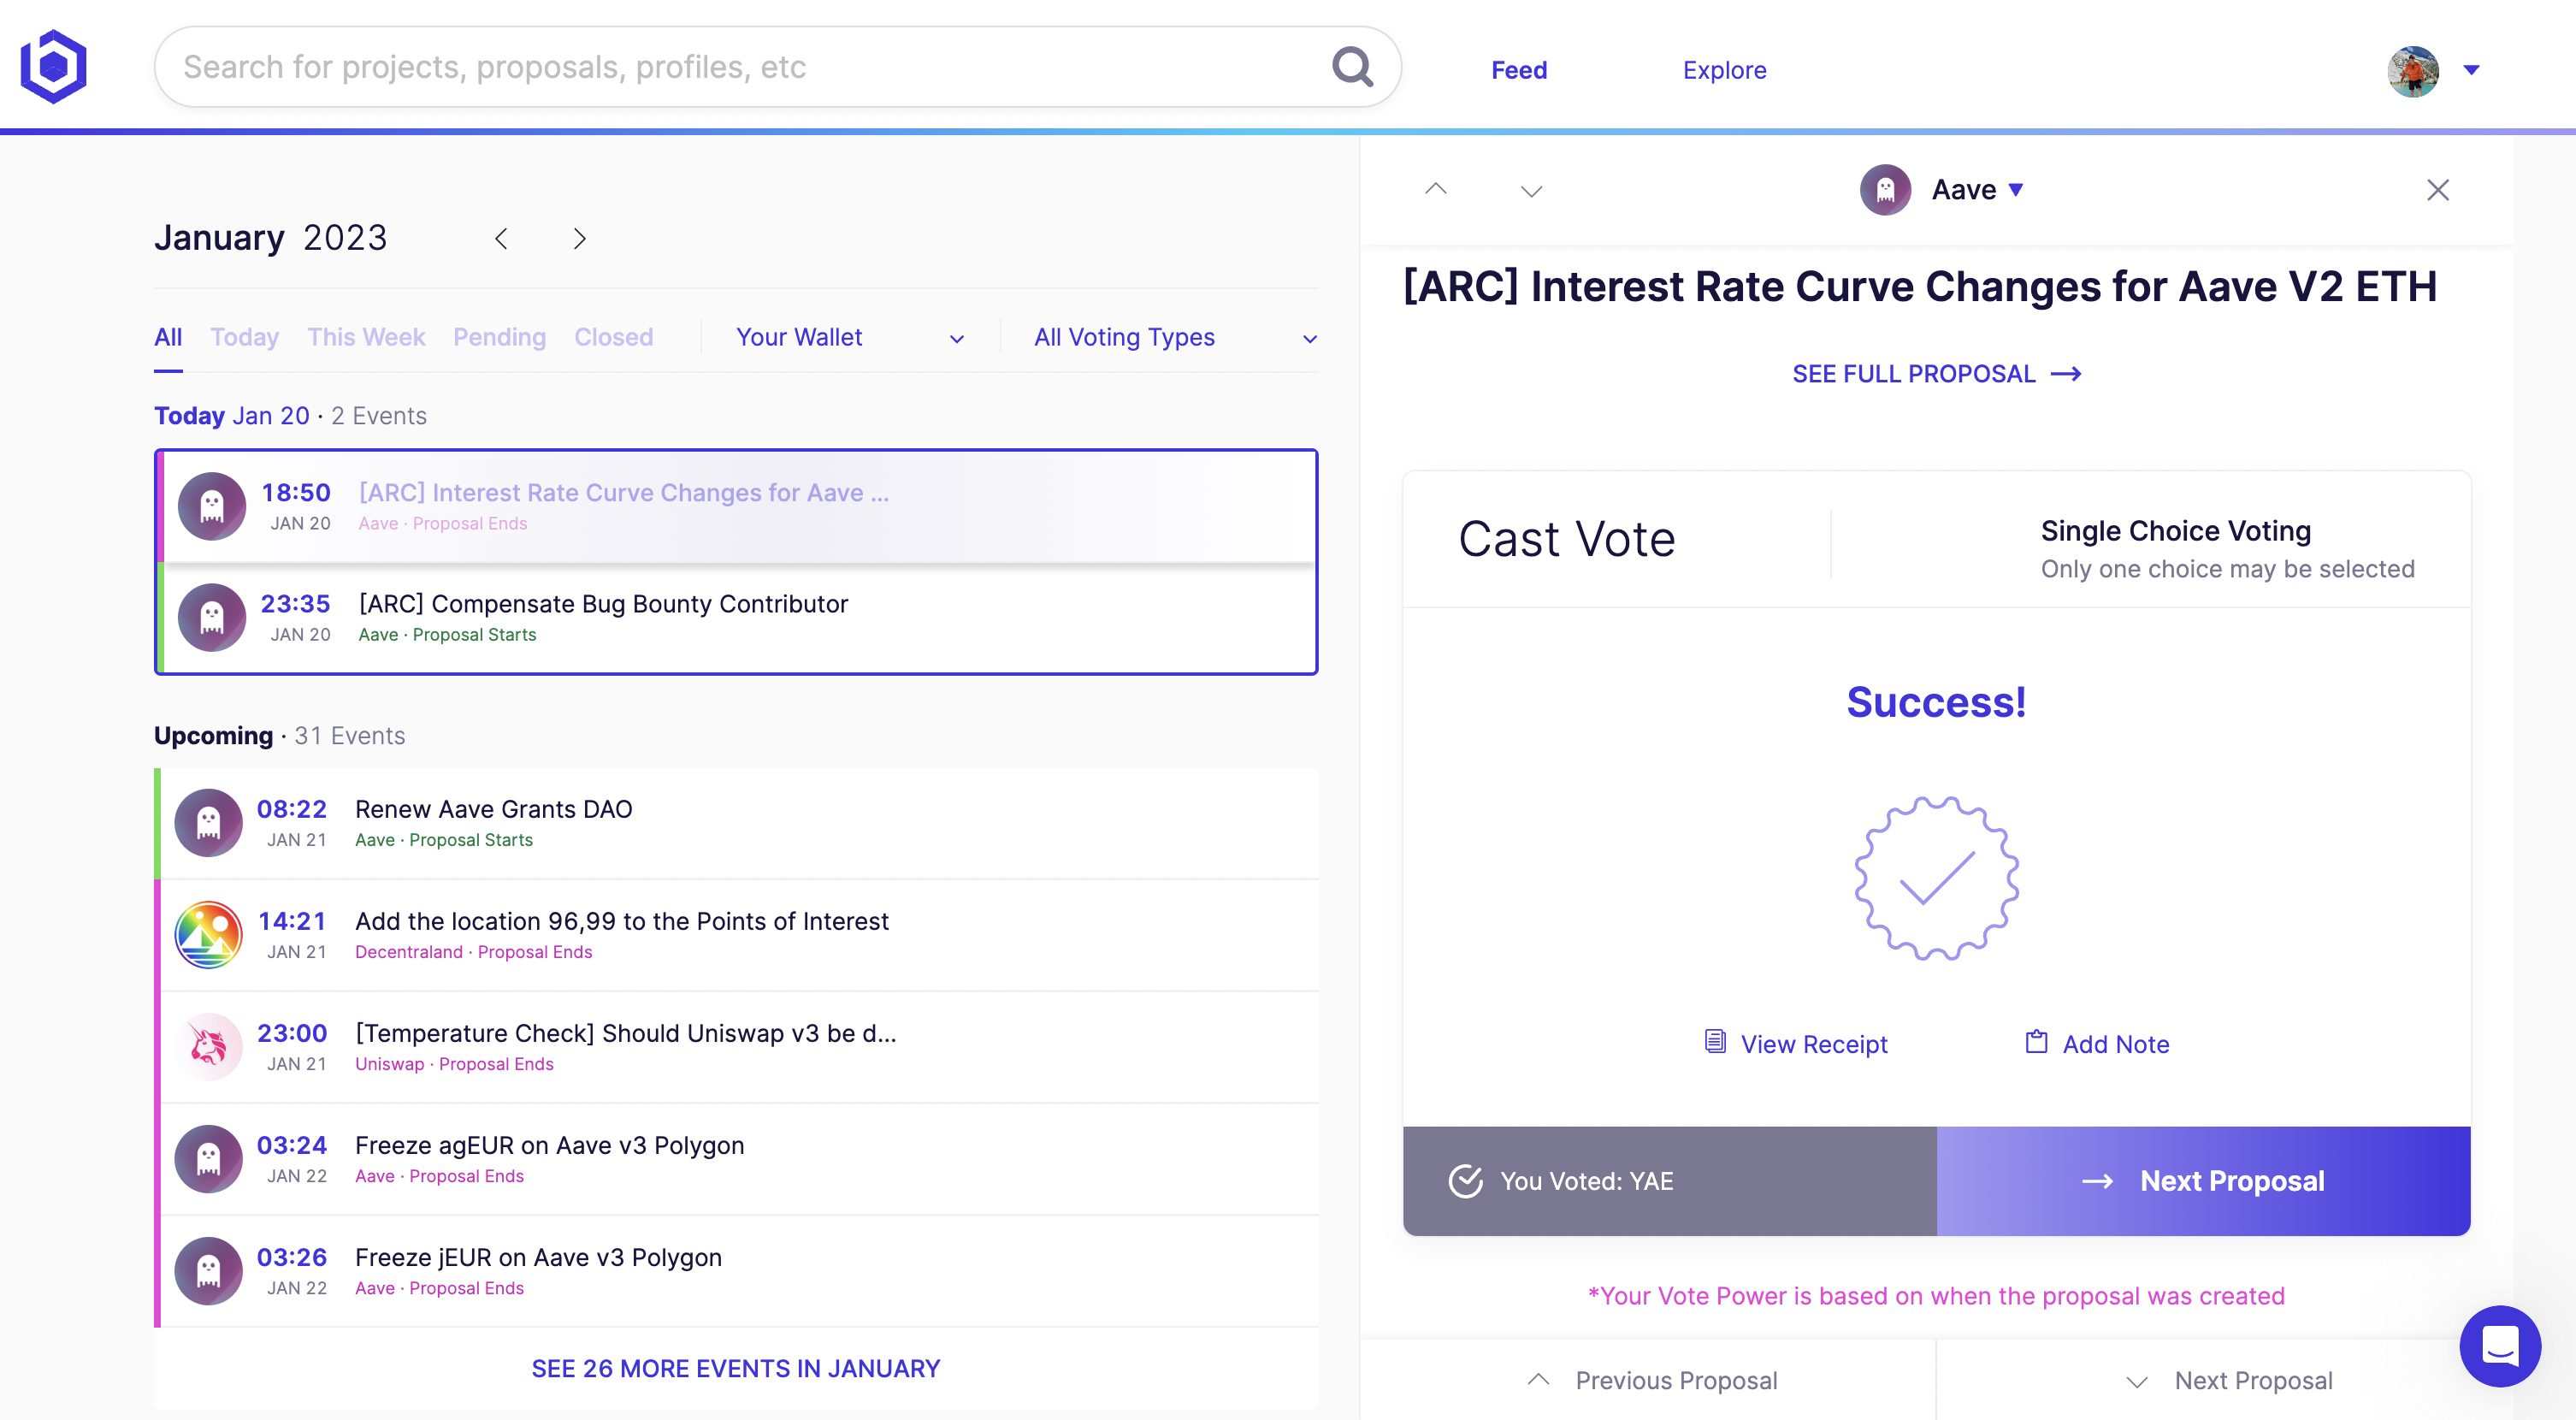 Search for projects, proposals, profiles, etc
Feed
Explore
January 2023
All
Today
This Week
Pending
Closed
Your Wallet
All Voting Types
Today Jan 20 · 2 Events
18:50
[ARC] Interest Rate Curve Changes for Aave ...
JAN 20
Aave · Proposal Ends
23:35
[ARC] Compensate Bug Bounty Contributor
JAN 20
Aave · Proposal Starts
Upcoming · 31 Events
08:22
Renew Aave Grants DAO
JAN 21
Aave · Proposal Starts
14:21
Add the location 96,99 to the Points of Interest
JAN 21
Decentraland · Proposal Ends
23:00
[Temperature Check] Should Uniswap v3 be d...
JAN 21
Uniswap · Proposal Ends
03:24
Freeze agEUR on Aave v3 Polygon
JAN 22
Aave · Proposal Ends
03:26
Freeze jEUR on Aave v3 Polygon
JAN 22
Aave · Proposal Ends
SEE 26 MORE EVENTS IN JANUARY
Aave
[ARC] Interest Rate Curve Changes for Aave V2 ETH
SEE FULL PROPOSAL
Cast Vote
Single Choice Voting
Only one choice may be selected
Success!
View Receipt
Add Note
You Voted: YAE
Next Proposal
*Your Vote Power is based on when the proposal was created
Previous Proposal
Next Proposal